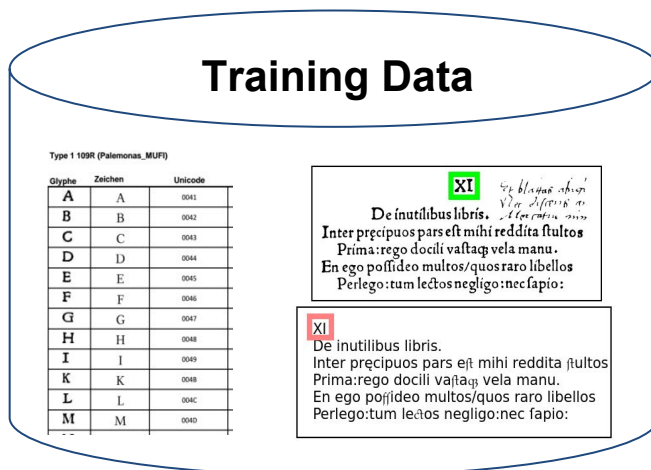 Training Data
Type 1 109R (Palemonas_MUFI)
Glyphe Zeichen Unicode
A A 0041
B B 0042
C C 0043
D D 0044
E E 0045
F F 0046
G G 0047
H H 0048
I I 0049
K K 004B
L L 004C
M M 004D
XI
De inutilibus libris.
Inter pręcipuos pars eſt mihi reddita ſtultos
Prima:rego docili vaſtaqꝫ vela manu.
En ego poſſideo multos/quos raro libellos
Perlego:tum lectos negligo:nec ſapio:
XI
De inutilibus libris.
Inter pręcipuos pars eſt mihi reddita ſtultos
Prima:rego docili vaſtaqꝫ vela manu.
En ego poſſideo multos/quos raro libellos
Perlego:tum lectos negligo:nec ſapio: